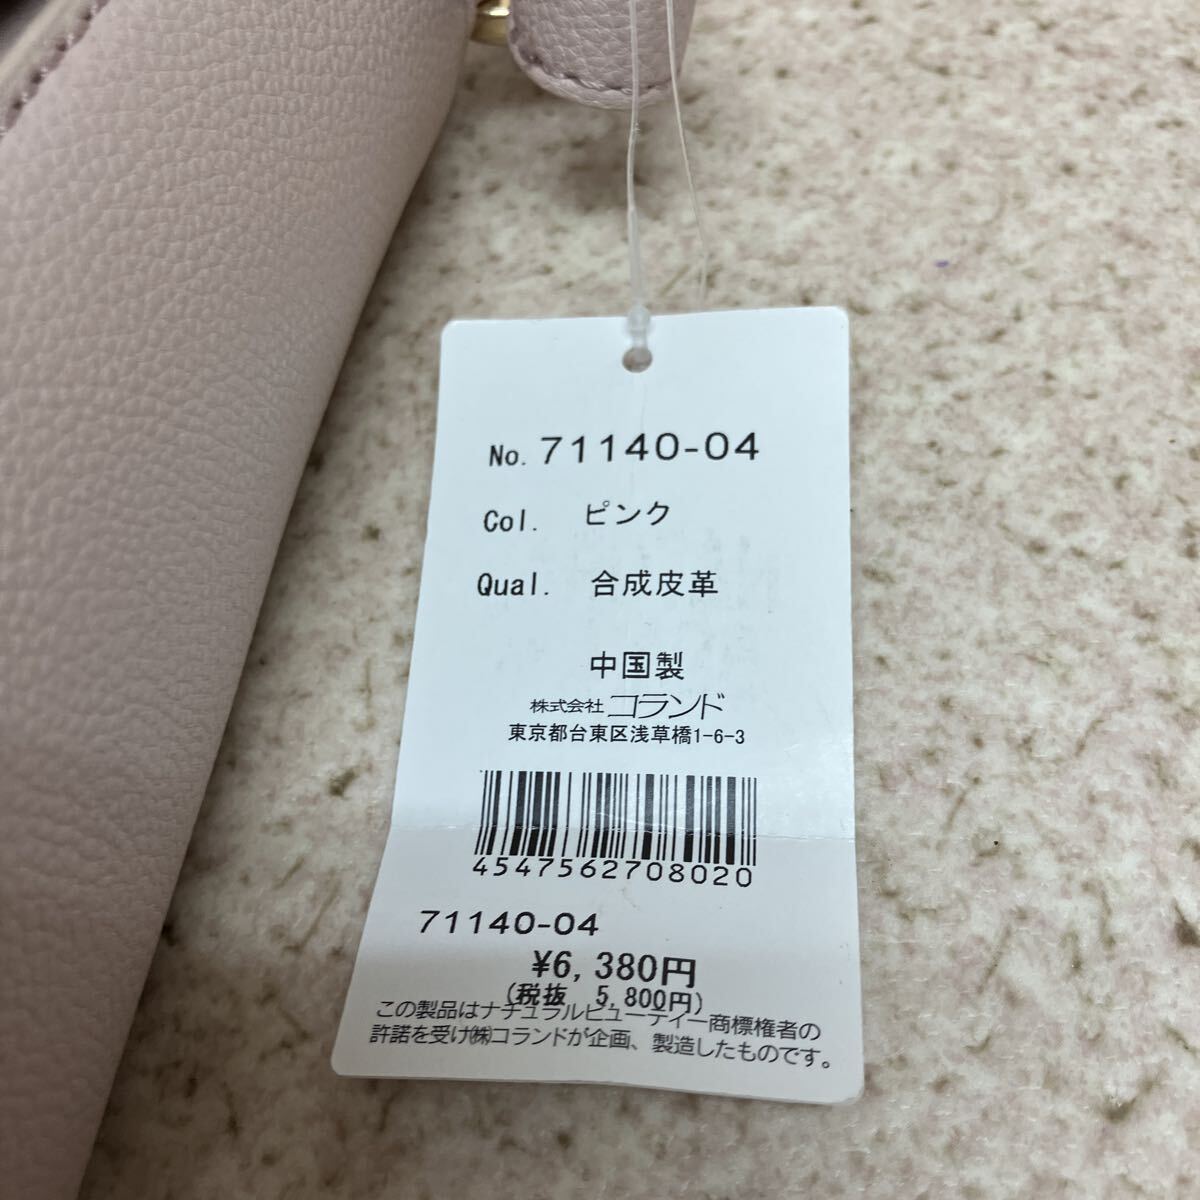 No. 71140-04
Col. ピンク
Qual. 合成皮革
中国製
株式会社 コランド
東京都台東区浅草橋1-6-3
4547562708020
71140-04
¥6,380円
(税抜 5,800円)
この製品はナチュラルビューティー商標権者の
許諾を受け㈱コランドが企画、製造したものです。